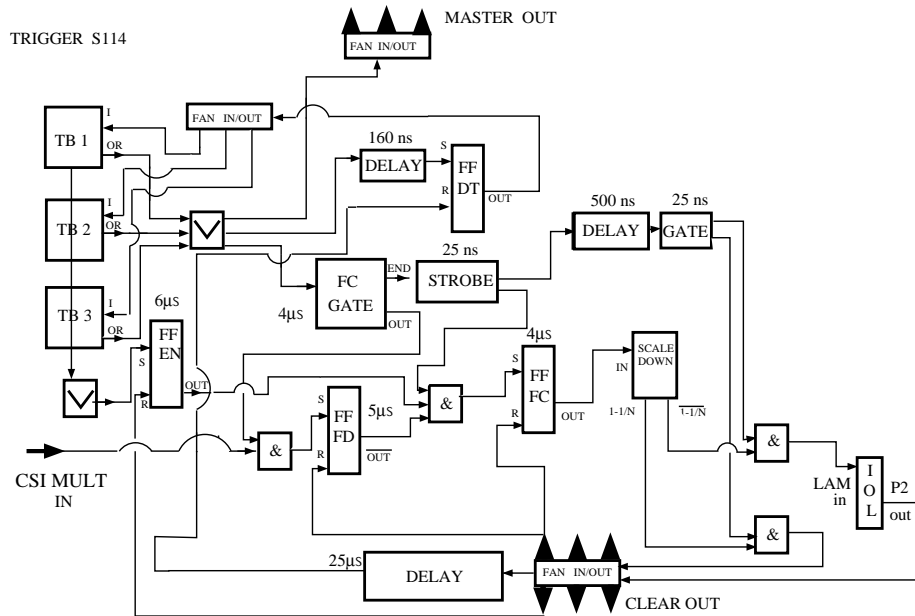 MASTER OUT
TRIGGER S114
FAN IN/OUT
I
FAN IN/OUT
TB 1
OR
160 ns
S
DELAY
FF
DT
R
OUT
I
TB 2
OR
500 ns
25 ns
DELAY
GATE
25 ns
END
FC
GATE
STROBE
4µs
OUT
I
TB 3
OR
6µs
FF
EN
S
R
OUT
4µs
S
FF
FC
R
OUT
SCALE
DOWN
IN
1-1/N
1-1/N
S
FF
FD
R
5µs
OUT
&
&
&
CSI MULT
IN
LAM
in
I
O
L
P2
out
&
25µs
DELAY
FAN IN/OUT
CLEAR OUT